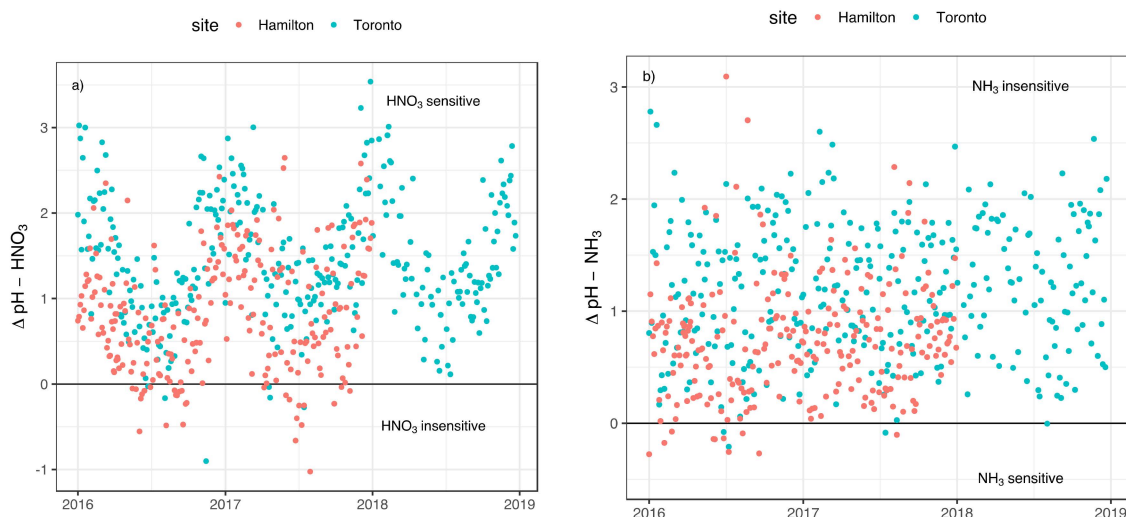 site Hamilton Toronto
a)
HNO₃ sensitive
HNO₃ insensitive
Δ pH − HNO₃
3
2
1
0
-1
2016 2017 2018 2019
site Hamilton Toronto
b)
NH₃ insensitive
NH₃ sensitive
Δ pH − NH₃
3
2
1
0
2016 2017 2018 2019